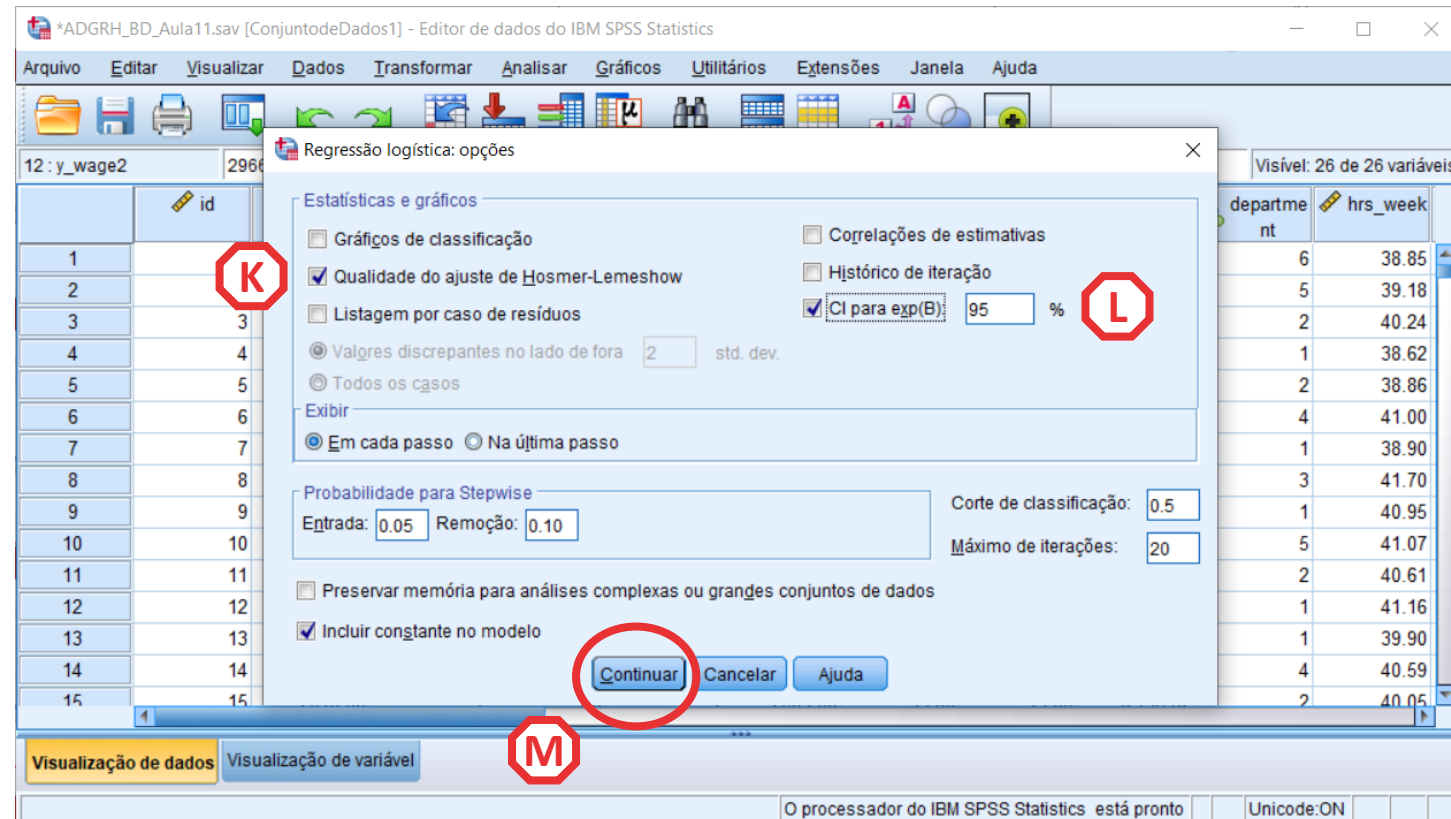 *ADGRH_BD_Aula11.sav [ConjuntodeDados1] - Editor de dados do IBM SPSS Statistics
Arquivo Editar Visualizar Dados Transformar Analisar Gráficos Utilitários Extensões Janela Ajuda
12 : y_wage2 2966 Visível: 26 de 26 variáveis
Regressão logística: opções
id
departme
nt
hrs_week
Estatísticas e gráficos
Gráficos de classificação
Correlações de estimativas
K
Qualidade do ajuste de Hosmer-Lemeshow
Histórico de iteração
Listagem por caso de resíduos
CI para exp(B): 95 %
L
Valores discrepantes no lado de fora 2 std. dev.
Todos os casos
Exibir
Em cada passo Na última passo
Probabilidade para Stepwise
Entrada: 0.05 Remoção: 0.10
Corte de classificação: 0.5
Máximo de iterações: 20
Preservar memória para análises complexas ou grandes conjuntos de dados
Incluir constante no modelo
Continuar Cancelar Ajuda
M
1 6 38.85
2 5 39.18
3 3 2 40.24
4 4 1 38.62
5 5 2 38.86
6 6 4 41.00
7 7 1 38.90
8 8 3 41.70
9 9 1 40.95
10 10 5 41.07
11 11 2 40.61
12 12 1 41.16
13 13 1 39.90
14 14 4 40.59
15 15 2 40.05
Visualização de dados Visualização de variável
O processador do IBM SPSS Statistics está pronto Unicode:ON